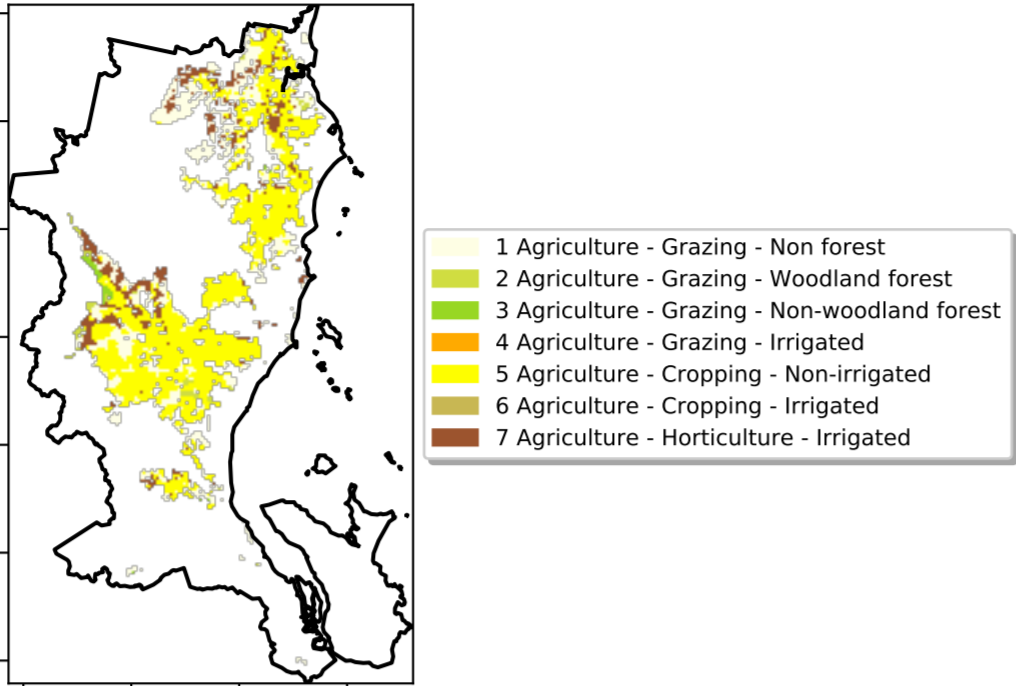 1 Agriculture - Grazing - Non forest
2 Agriculture - Grazing - Woodland forest
3 Agriculture - Grazing - Non-woodland forest
4 Agriculture - Grazing - Irrigated
5 Agriculture - Cropping - Non-irrigated
6 Agriculture - Cropping - Irrigated
7 Agriculture - Horticulture - Irrigated